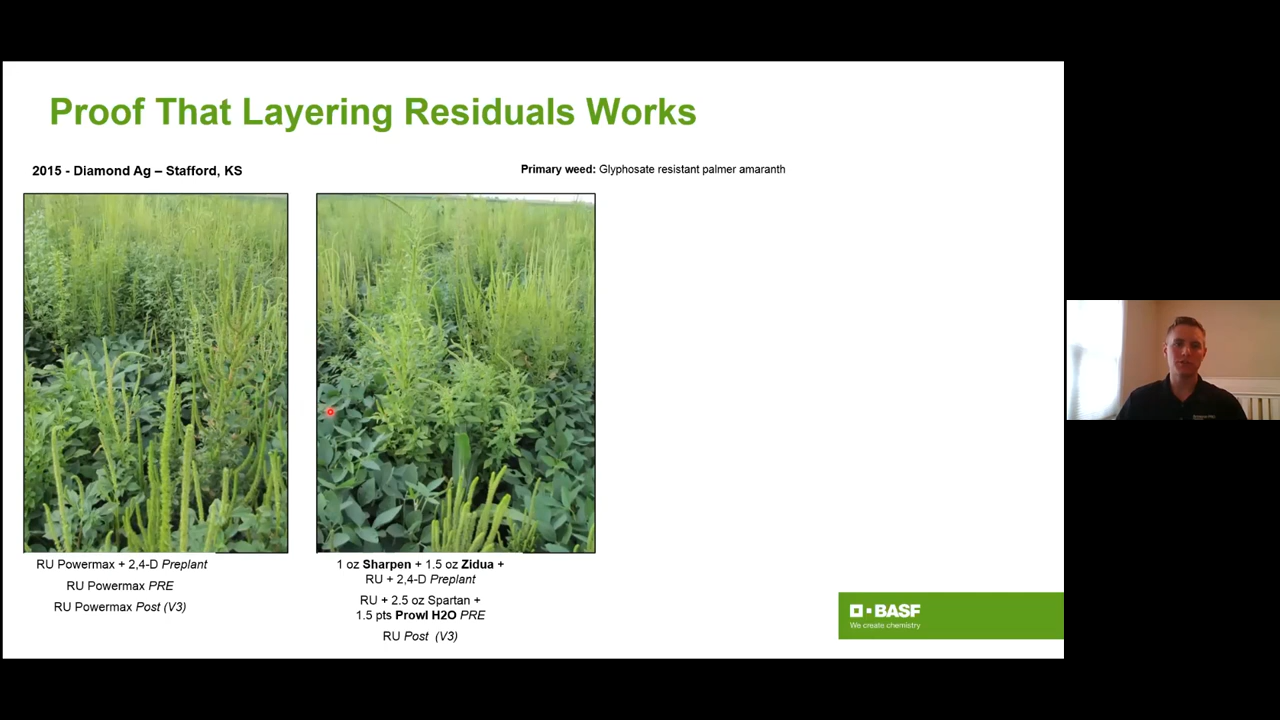 Proof That Layering Residuals Works
2015 - Diamond Ag – Stafford, KS
Primary weed: Glyphosate resistant palmer amaranth
RU Powermax + 2,4-D Preplant
RU Powermax PRE
RU Powermax Post (V3)
1 oz Sharpen + 1.5 oz Zidua +
RU + 2,4-D Preplant
RU + 2.5 oz Spartan +
1.5 pts Prowl H2O PRE
RU Post (V3)
BASF
We create chemistry